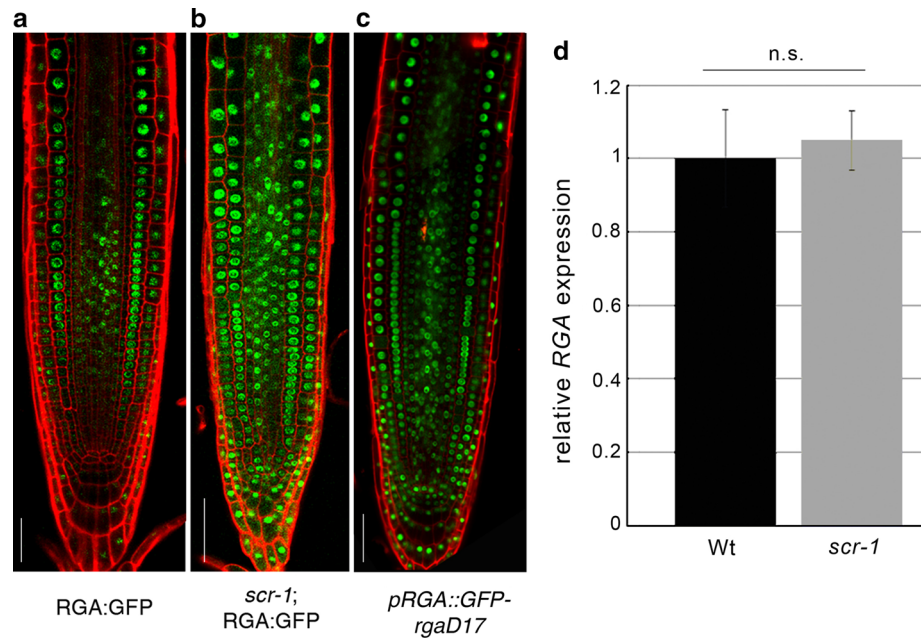 a
b
c
RGA:GFP
scr-1;
RGA:GFP
pRGA::GFP-
rgaD17
d
n.s.
relative RGA expression
1.2
1
0.8
0.6
0.4
0.2
0
Wt
scr-1